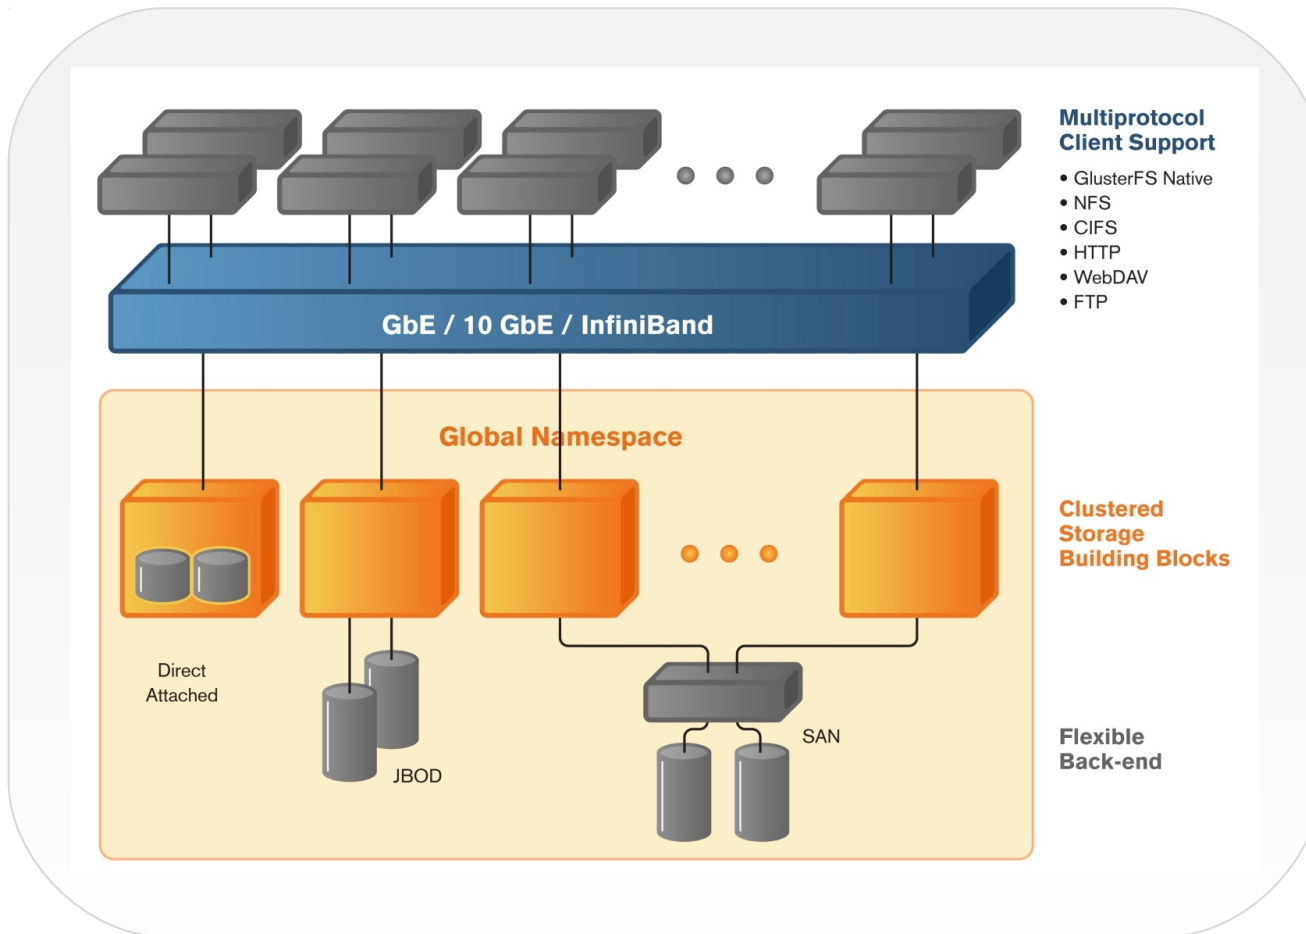 Multiprotocol
Client Support
• GlusterFS Native
• NFS
• CIFS
• HTTP
• WebDAV
• FTP
GbE / 10 GbE / InfiniBand
Global Namespace
Clustered
Storage
Building Blocks
Direct
Attached
JBOD
SAN
Flexible
Back-end